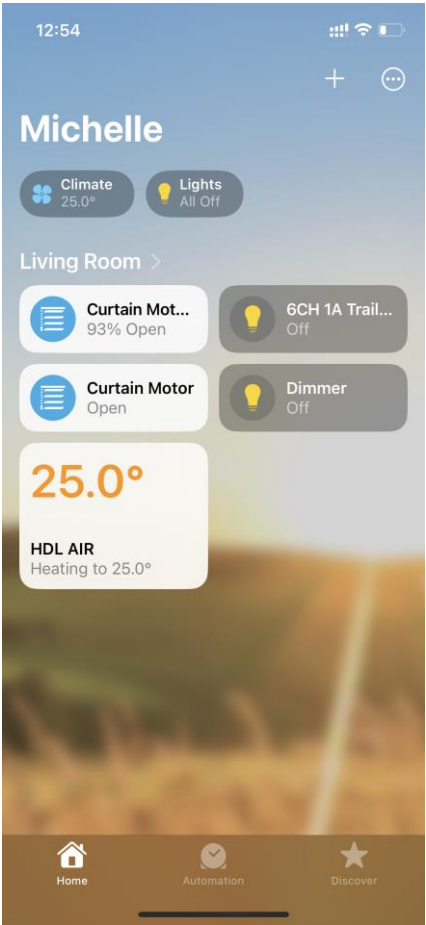 12:54
Michelle
Climate
25.0°
Lights
All Off
Living Room
Curtain Mot...
93% Open
6CH 1A Trail...
Off
Curtain Motor
Open
Dimmer
Off
25.0°
HDL AIR
Heating to 25.0°
Home
Automation
Discover